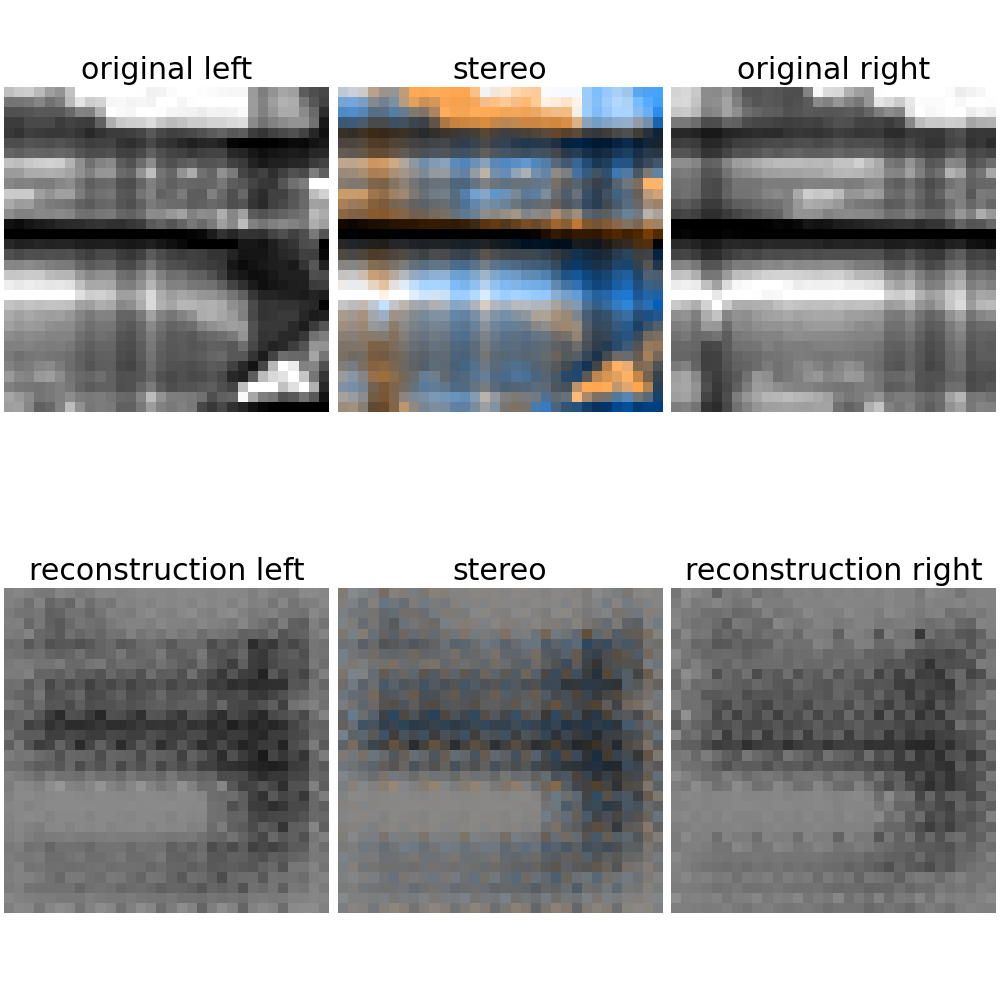 original left
stereo
original right
reconstruction left
stereo
reconstruction right